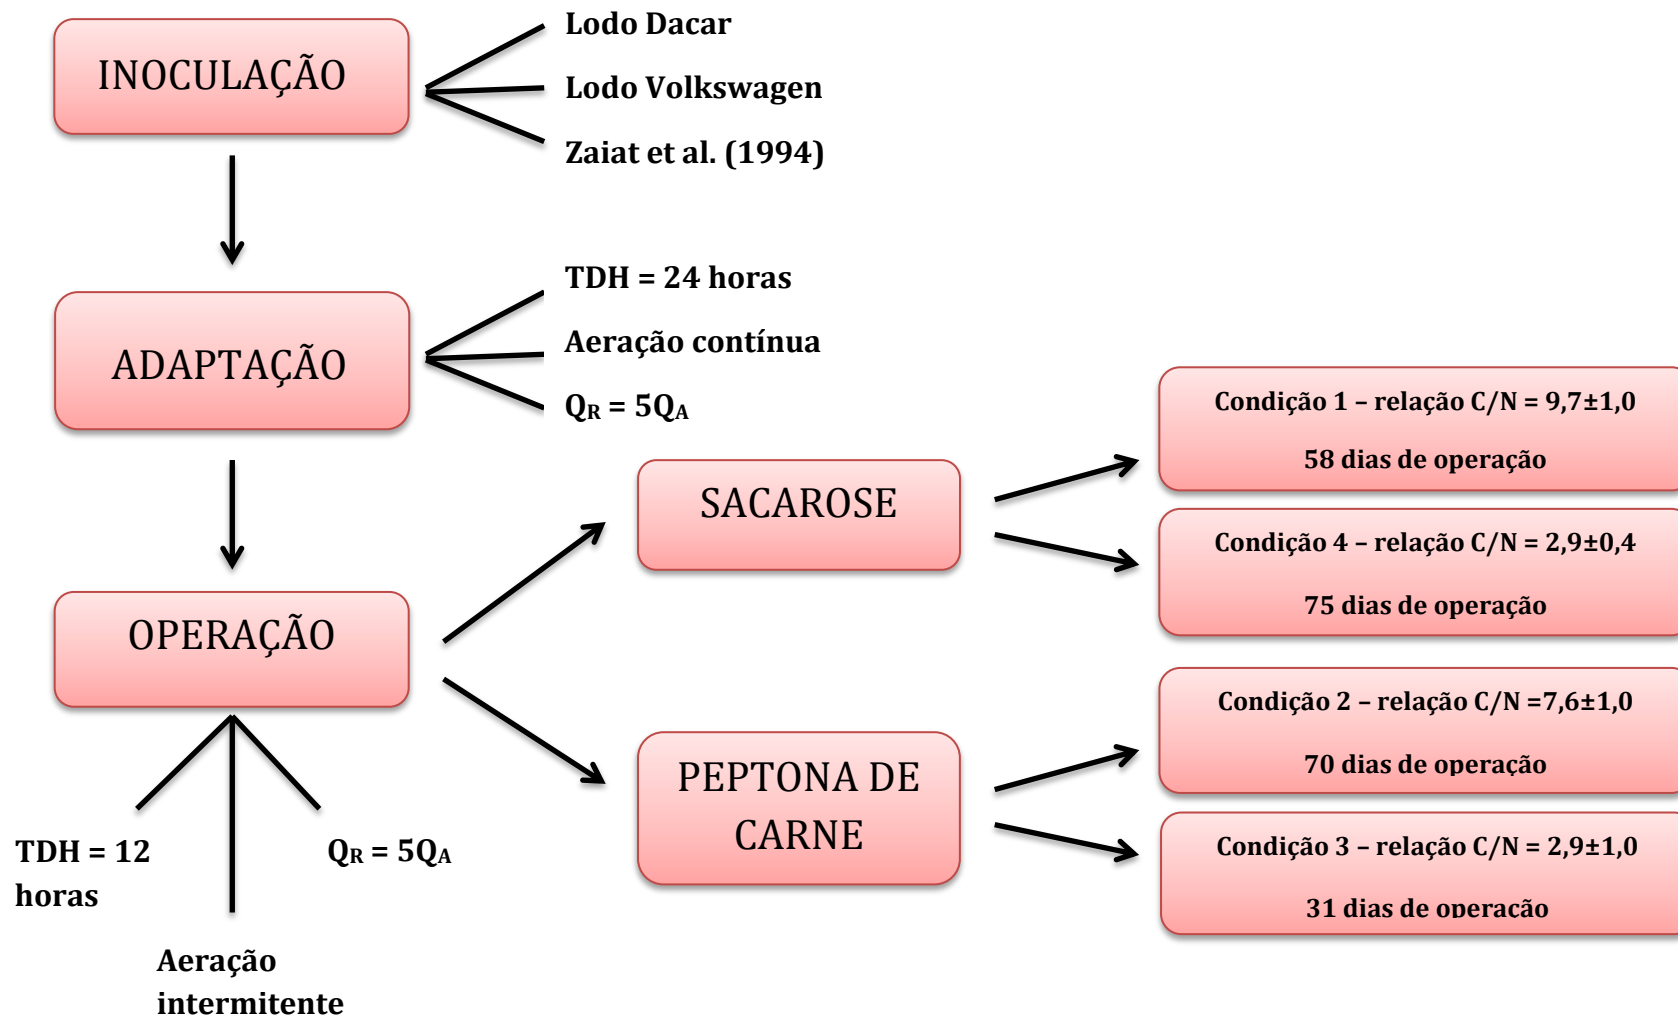 INOCULAÇÃO
Lodo Dacar
Lodo Volkswagen
Zaiat et al. (1994)
ADAPTAÇÃO
TDH = 24 horas
Aeração contínua
QR = 5QA
OPERAÇÃO
TDH = 12
horas
QR = 5QA
Aeração
intermitente
SACAROSE
Condição 1 – relação C/N = 9,7±1,0
58 dias de operação
Condição 4 – relação C/N = 2,9±0,4
75 dias de operação
PEPTONA DE
CARNE
Condição 2 – relação C/N =7,6±1,0
70 dias de operação
Condição 3 – relação C/N = 2,9±1,0
31 dias de operação